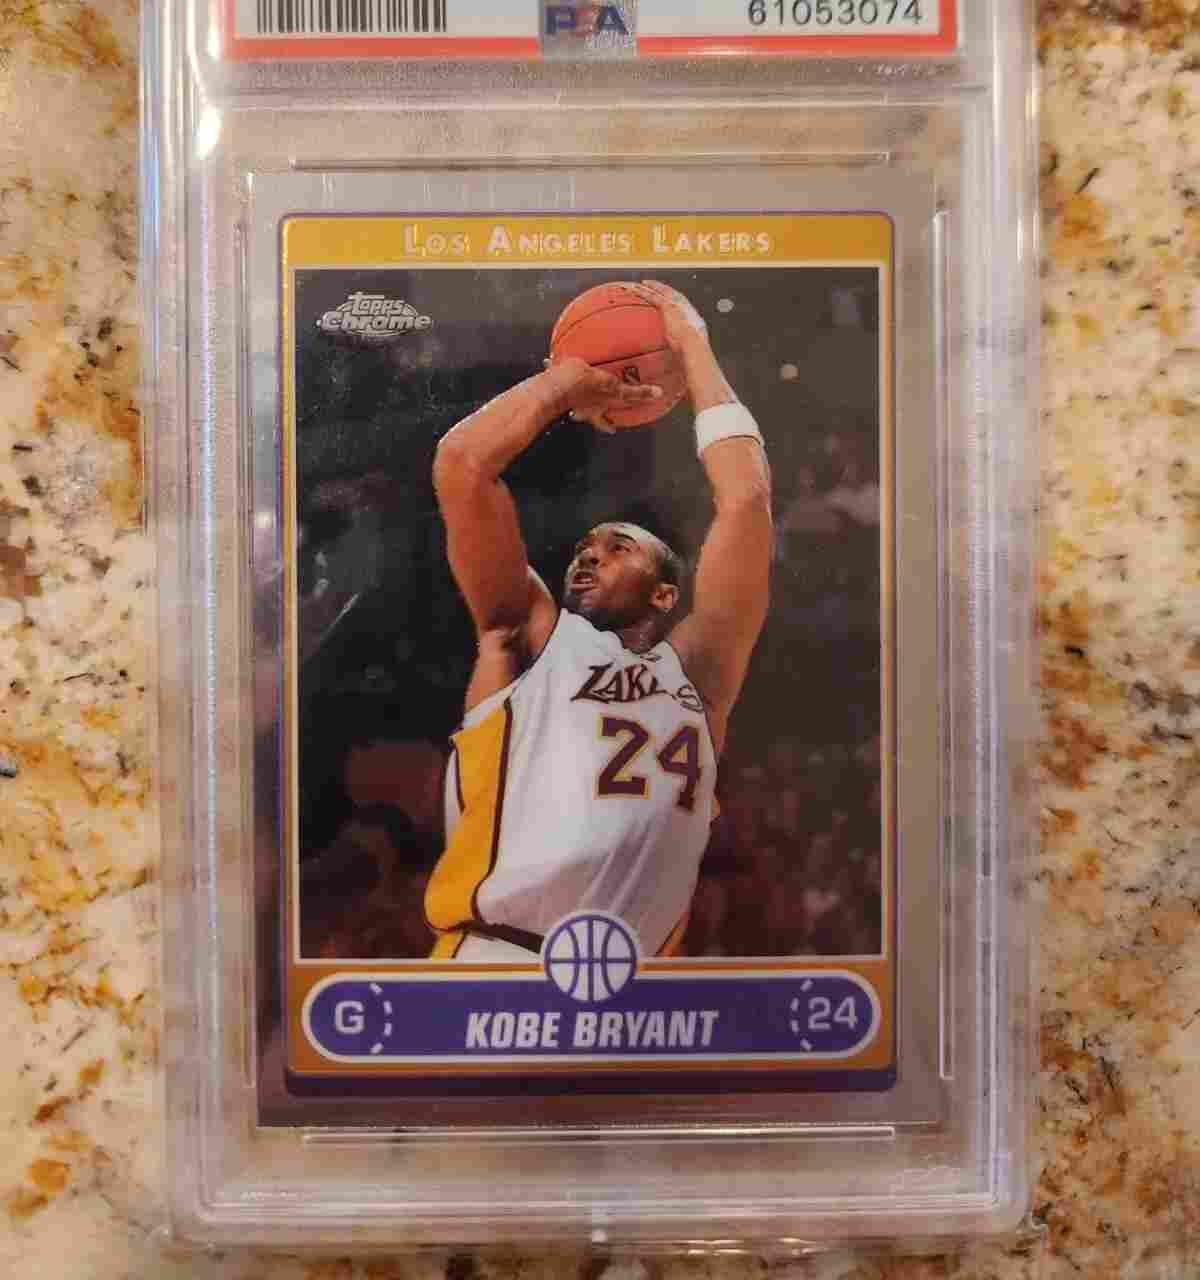 PSA
61053074
LOS ANGELES LAKERS
Topps
Chrome
LAKERS
24
G
KOBE BRYANT
24